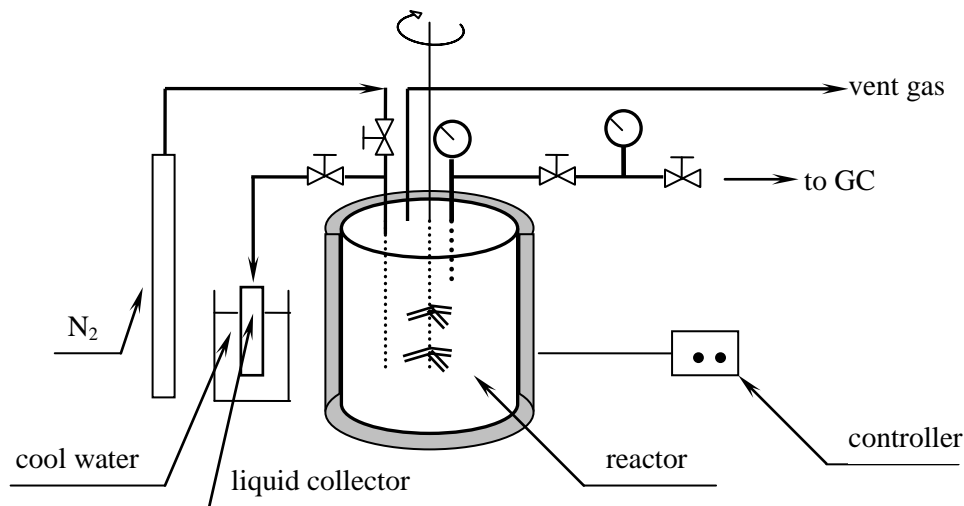 vent gas
to GC
N2
cool water
liquid collector
reactor
controller